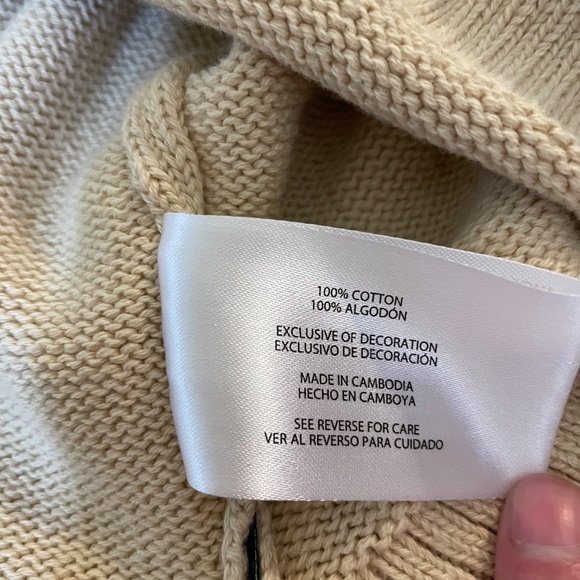 100% COTTON
100% ALGODÓN
EXCLUSIVE OF DECORATION
EXCLUSIVO DE DECORACIÓN
MADE IN CAMBODIA
HECHO EN CAMBOYA
SEE REVERSE FOR CARE
VER AL REVERSO PARA CUIDADO